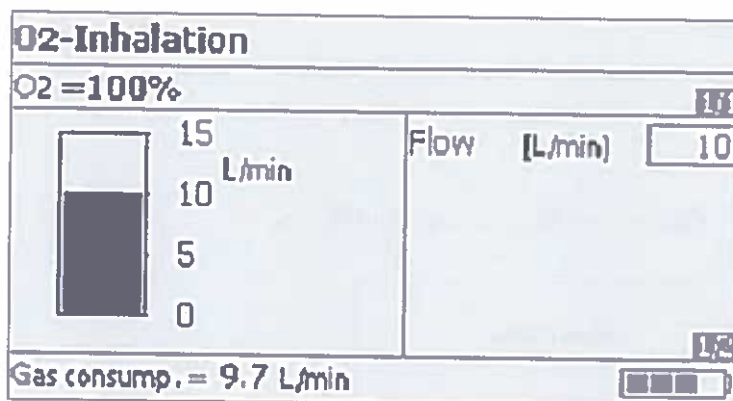 O2-Inhalation
O2 =100%
15
L/min
10
5
0
Flow [L/min] 10
Gas consump. = 9.7 L/min